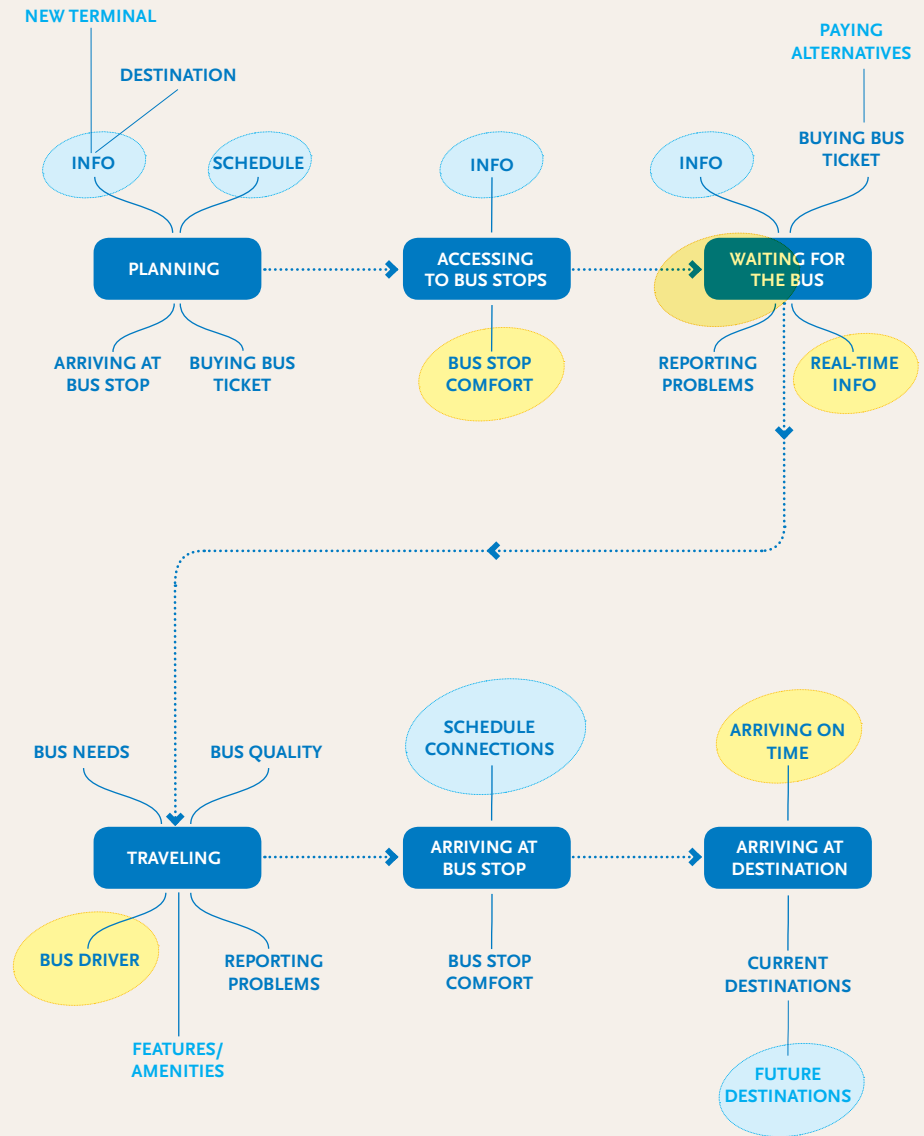 NEW TERMINAL
PAYING
ALTERNATIVES
DESTINATION
BUYING BUS
TICKET
INFO
SCHEDULE
INFO
INFO
PLANNING
ACCESSING
TO BUS STOPS
WAITING FOR
THE BUS
ARRIVING AT
BUS STOP
BUYING BUS
TICKET
BUS STOP
COMFORT
REPORTING
PROBLEMS
REAL-TIME
INFO
BUS NEEDS
BUS QUALITY
SCHEDULE
CONNECTIONS
ARRIVING ON
TIME
TRAVELING
ARRIVING AT
BUS STOP
ARRIVING AT
DESTINATION
BUS DRIVER
REPORTING
PROBLEMS
BUS STOP
COMFORT
CURRENT
DESTINATIONS
FEATURES/
AMENITIES
FUTURE
DESTINATIONS